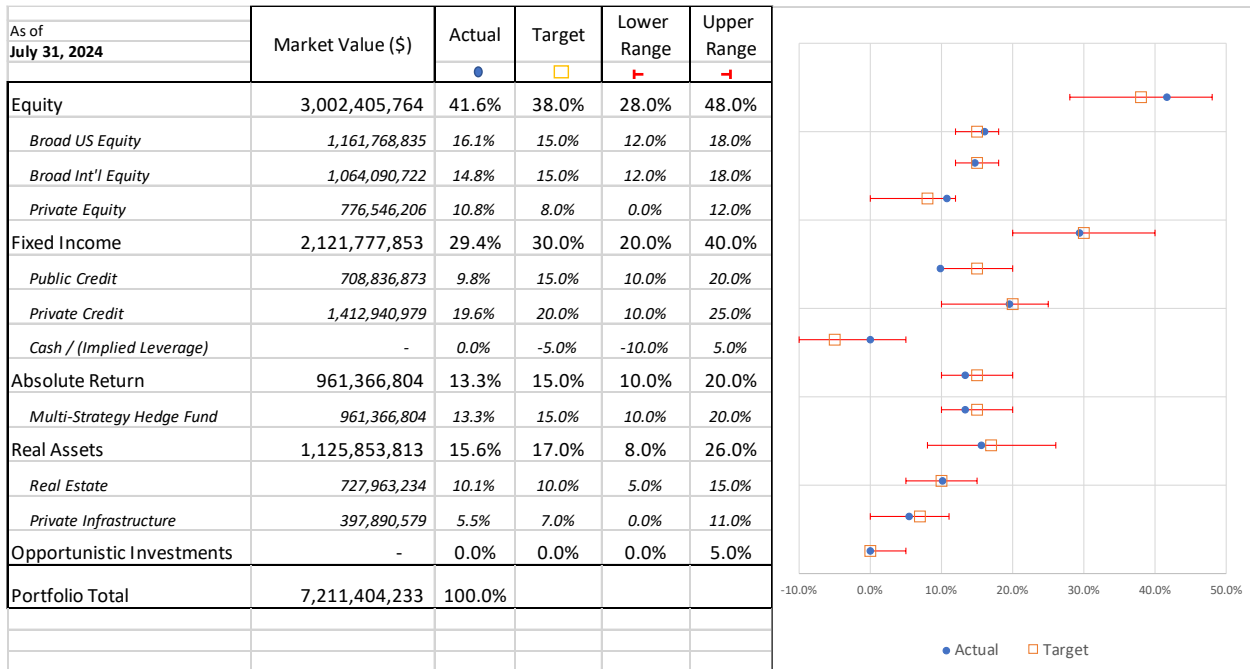 As of
July 31, 2024
Market Value ($) Actual Target Lower Range Upper Range
Equity 3,002,405,764 41.6% 38.0% 28.0% 48.0%
Broad US Equity 1,161,768,835 16.1% 15.0% 12.0% 18.0%
Broad Int'l Equity 1,064,090,722 14.8% 15.0% 12.0% 18.0%
Private Equity 776,546,206 10.8% 8.0% 0.0% 12.0%
Fixed Income 2,121,777,853 29.4% 30.0% 20.0% 40.0%
Public Credit 708,836,873 9.8% 15.0% 10.0% 20.0%
Private Credit 1,412,940,979 19.6% 20.0% 10.0% 25.0%
Cash / (Implied Leverage) - 0.0% -5.0% -10.0% 5.0%
Absolute Return 961,366,804 13.3% 15.0% 10.0% 20.0%
Multi-Strategy Hedge Fund 961,366,804 13.3% 15.0% 10.0% 20.0%
Real Assets 1,125,853,813 15.6% 17.0% 8.0% 26.0%
Real Estate 727,963,234 10.1% 10.0% 5.0% 15.0%
Private Infrastructure 397,890,579 5.5% 7.0% 0.0% 11.0%
Opportunistic Investments - 0.0% 0.0% 0.0% 5.0%
Portfolio Total 7,211,404,233 100.0%
-10.0% 0.0% 10.0% 20.0% 30.0% 40.0% 50.0%
Actual Target